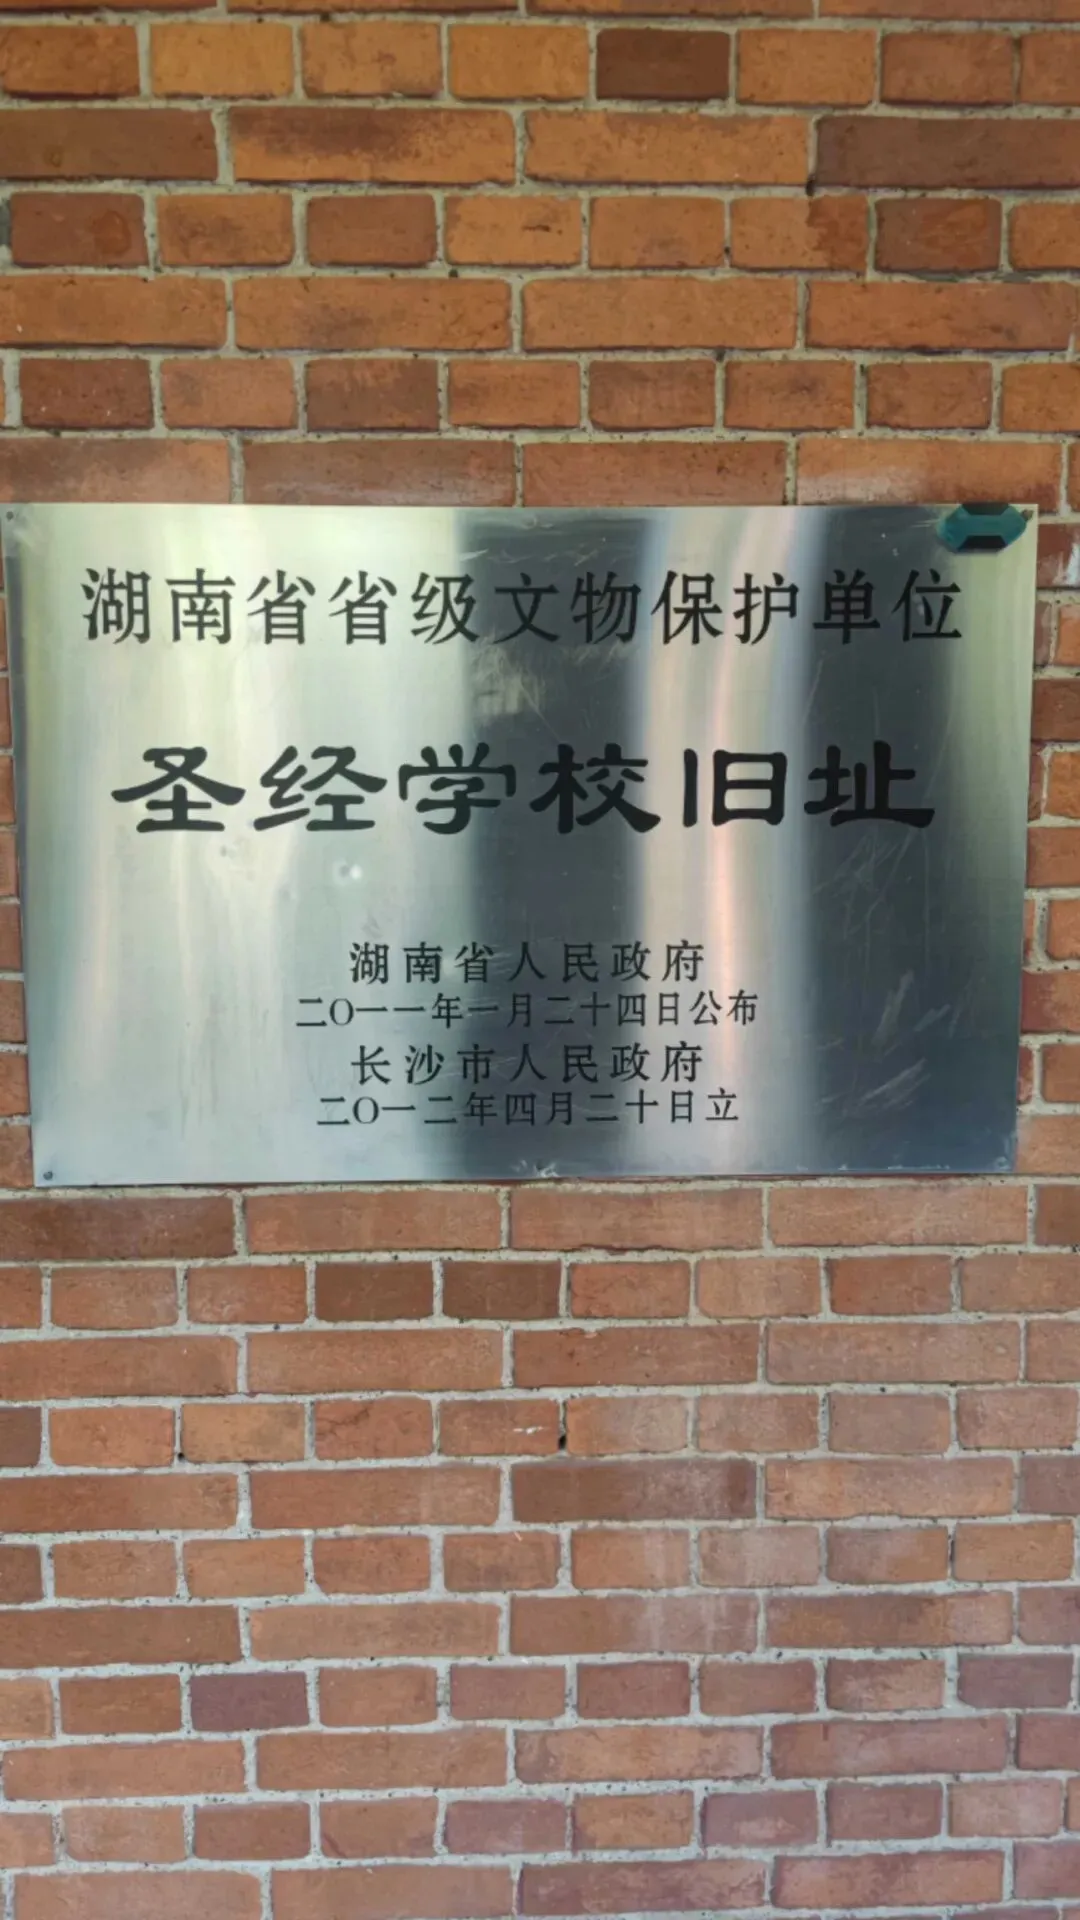 湖南省省级文物保护单位
圣经学校旧址
湖南省人民政府
二〇一一年一月二十四日公布
长沙市人民政府
二〇一二年四月二十日立